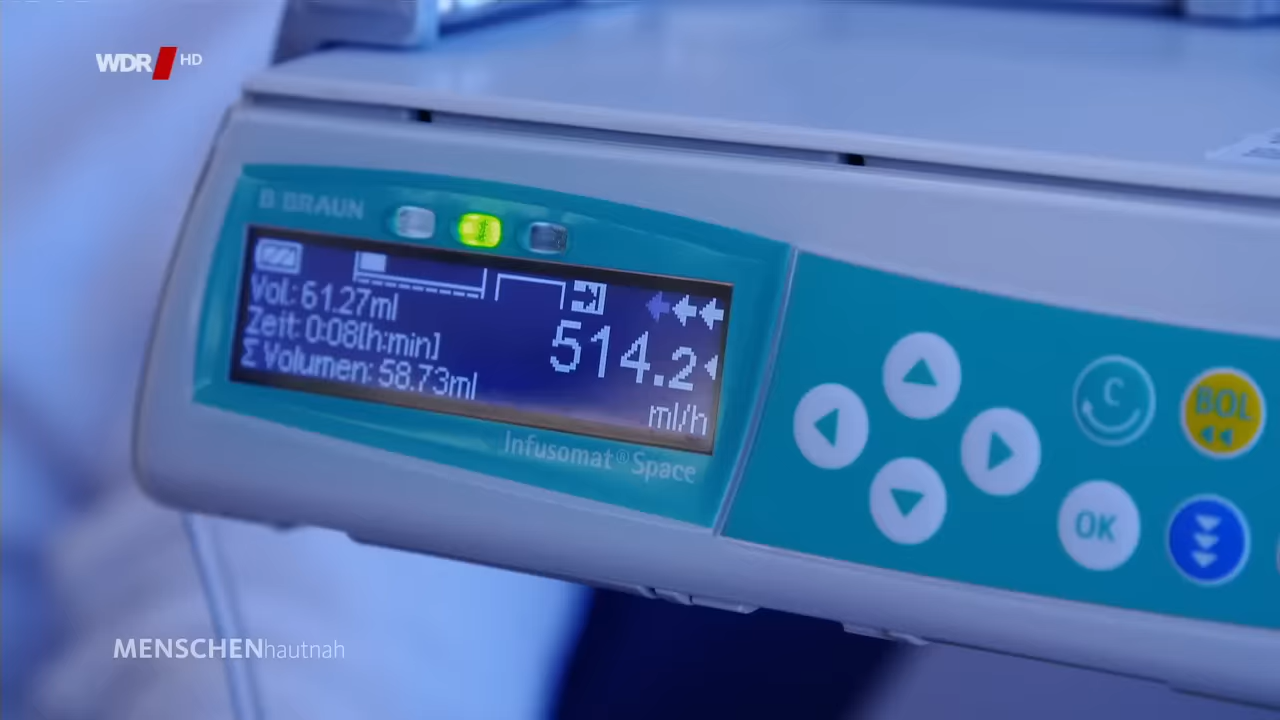 WDR HD
B BRAUN
Vol: 61.27ml
Zeit: 0:08[h:min]
Σ Volumen: 58.73ml
514.2
ml/h
Infusomat® Space
C
BOL
OK
MENSCHENhautnah